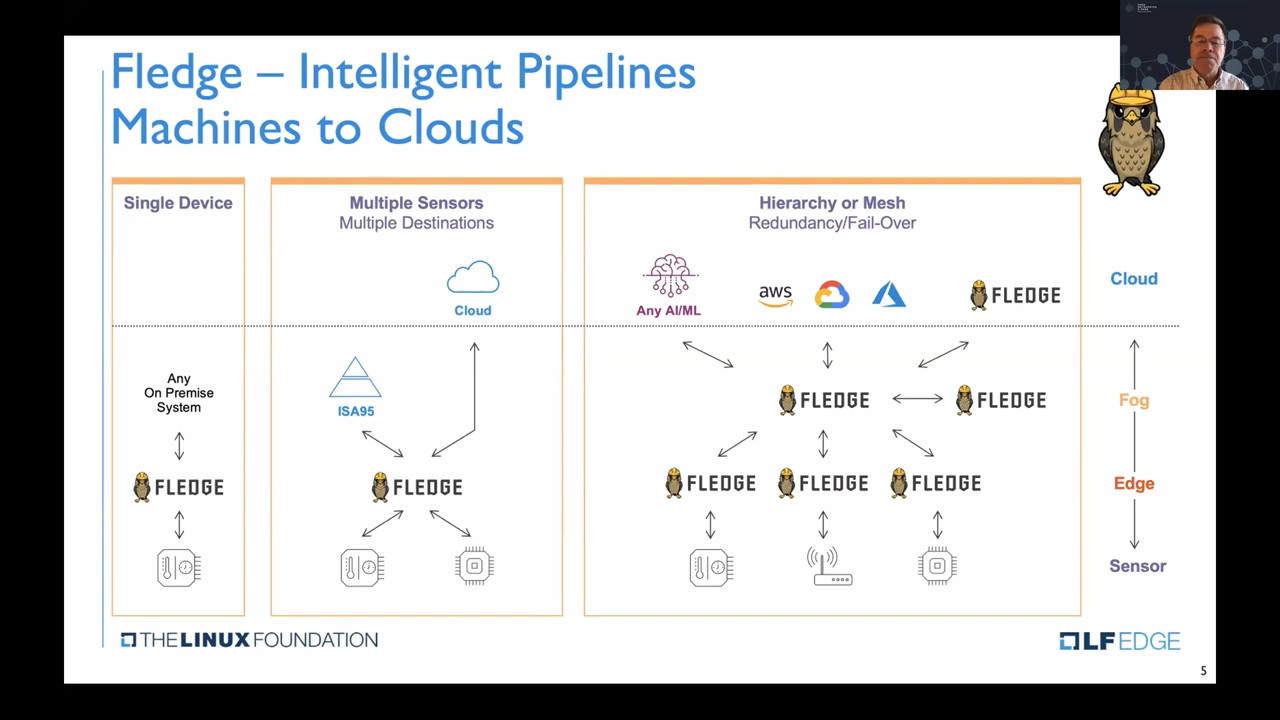 Fledge – Intelligent Pipelines
Machines to Clouds
Single Device
Any
On Premise
System
FLEDGE
Multiple Sensors
Multiple Destinations
Cloud
ISA95
FLEDGE
Hierarchy or Mesh
Redundancy/Fail-Over
Any AI/ML
aws
FLEDGE
FLEDGE
FLEDGE
FLEDGE
FLEDGE
FLEDGE
Cloud
Fog
Edge
Sensor
THE LINUX FOUNDATION
LF EDGE
5